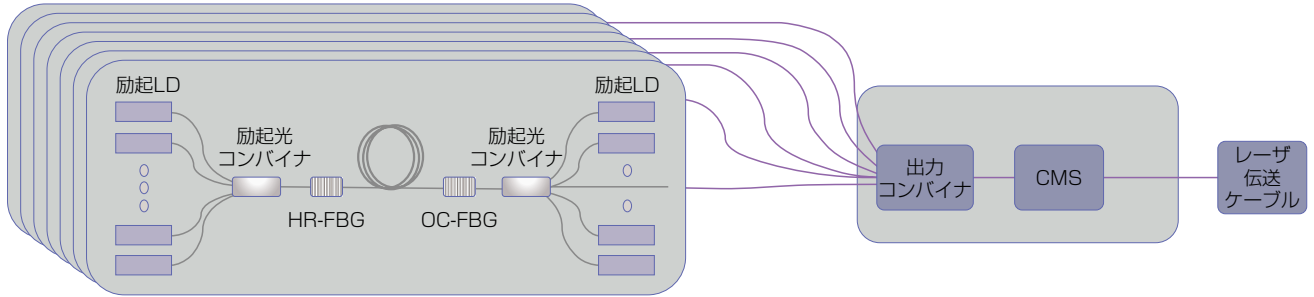 励起LD
励起光
コンバイナ
HR-FBG
OC-FBG
励起光
コンバイナ
励起LD
出力
コンバイナ
CMS
レーザ
伝送
ケーブル